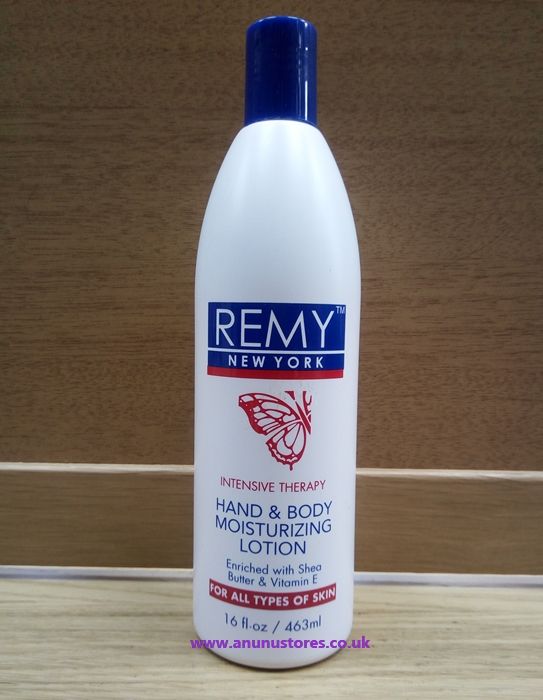 REMY™
NEW YORK
INTENSIVE THERAPY
HAND & BODY
MOISTURIZING
LOTION
Enriched with Shea
Butter & Vitamin E
FOR ALL TYPES OF SKIN
16 fl.oz / 463ml
www.anunustores.co.uk